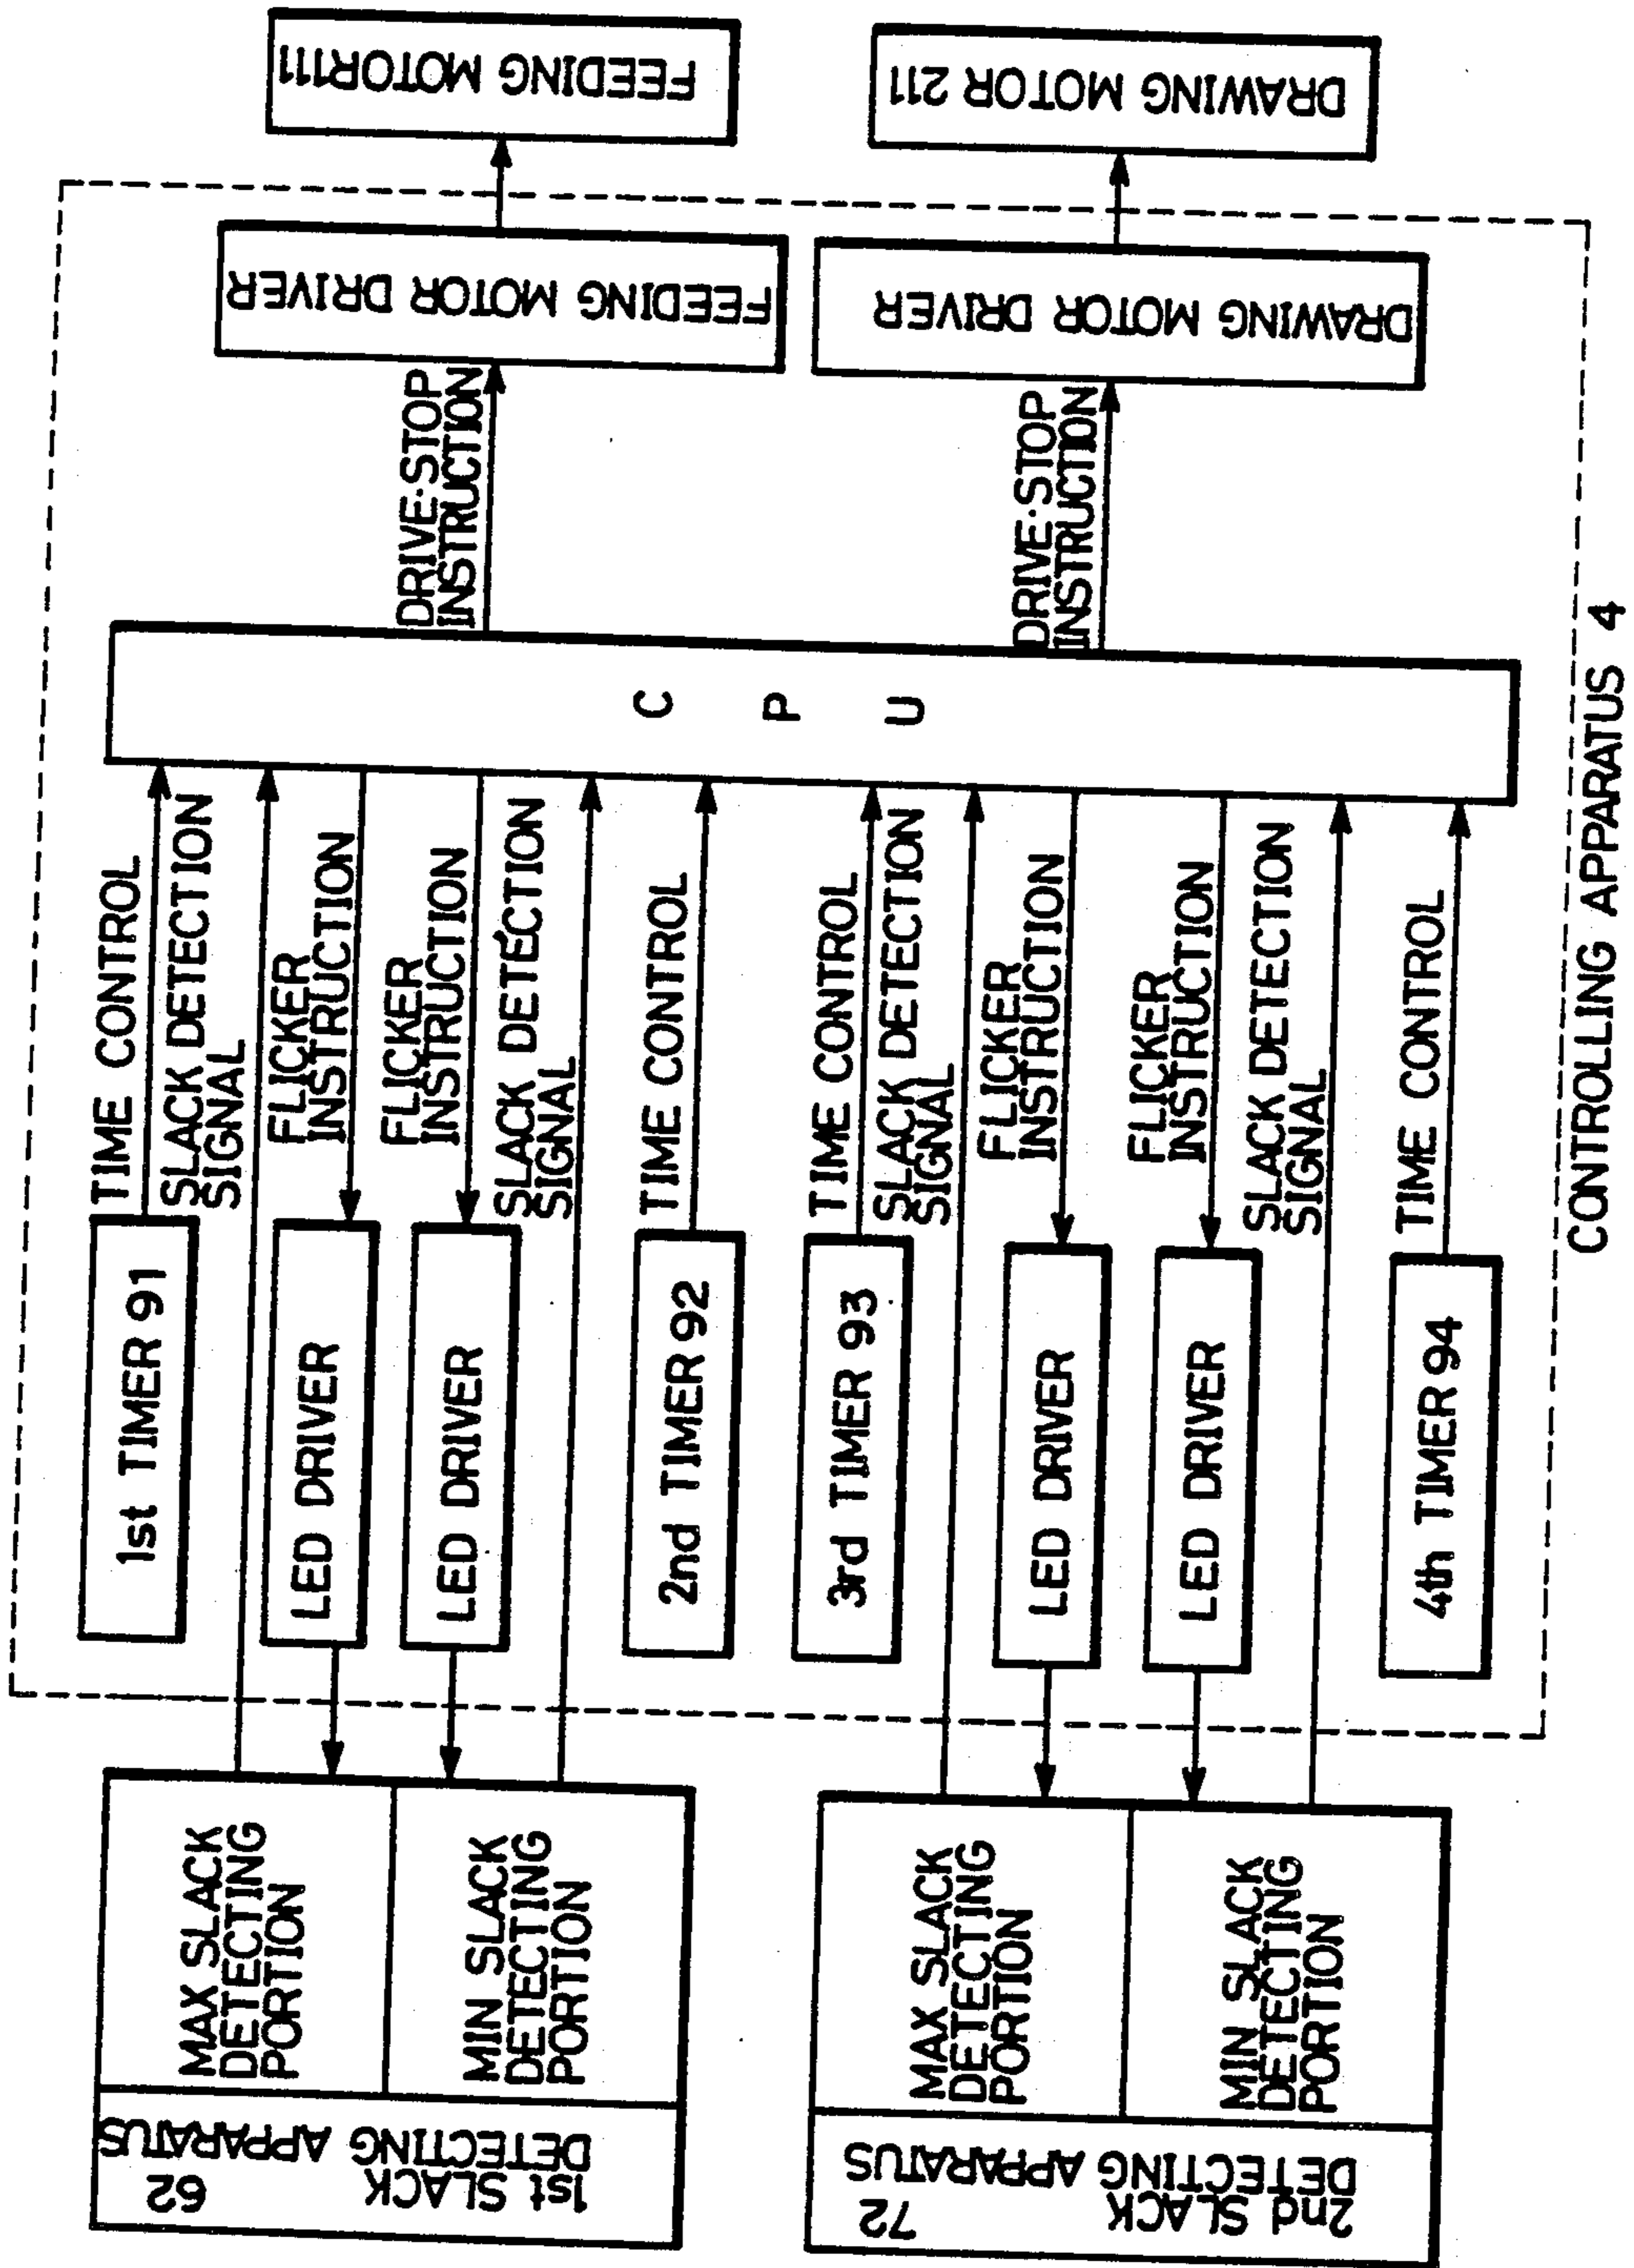 1st SLACK
DETECTING APPARATUS
62
MAX SLACK
DETECTING
PORTION
MIN SLACK
DETECTING
PORTION
2nd SLACK
DETECTING APPARATUS
72
MAX SLACK
DETECTING
PORTION
MIN SLACK
DETECTING
PORTION
1st TIMER 91
LED DRIVER
LED DRIVER
2nd TIMER 92
3rd TIMER 93
LED DRIVER
LED DRIVER
4th TIMER 94
TIME CONTROL
SLACK DETECTION
SIGNAL
FLICKER
INSTRUCTION
FLICKER
INSTRUCTION
SLACK DETECTION
SIGNAL
TIME CONTROL
TIME CONTROL
SLACK DETECTION
SIGNAL
FLICKER
INSTRUCTION
FLICKER
INSTRUCTION
SLACK DETECTION
SIGNAL
TIME CONTROL
C P U
DRIVE·STOP
INSTRUCTION
DRIVE·STOP
INSTRUCTION
FEEDING MOTOR DRIVER
DRAWING MOTOR DRIVER
FEEDING MOTOR111
DRAWING MOTOR 211
CONTROLLING APPARATUS 4